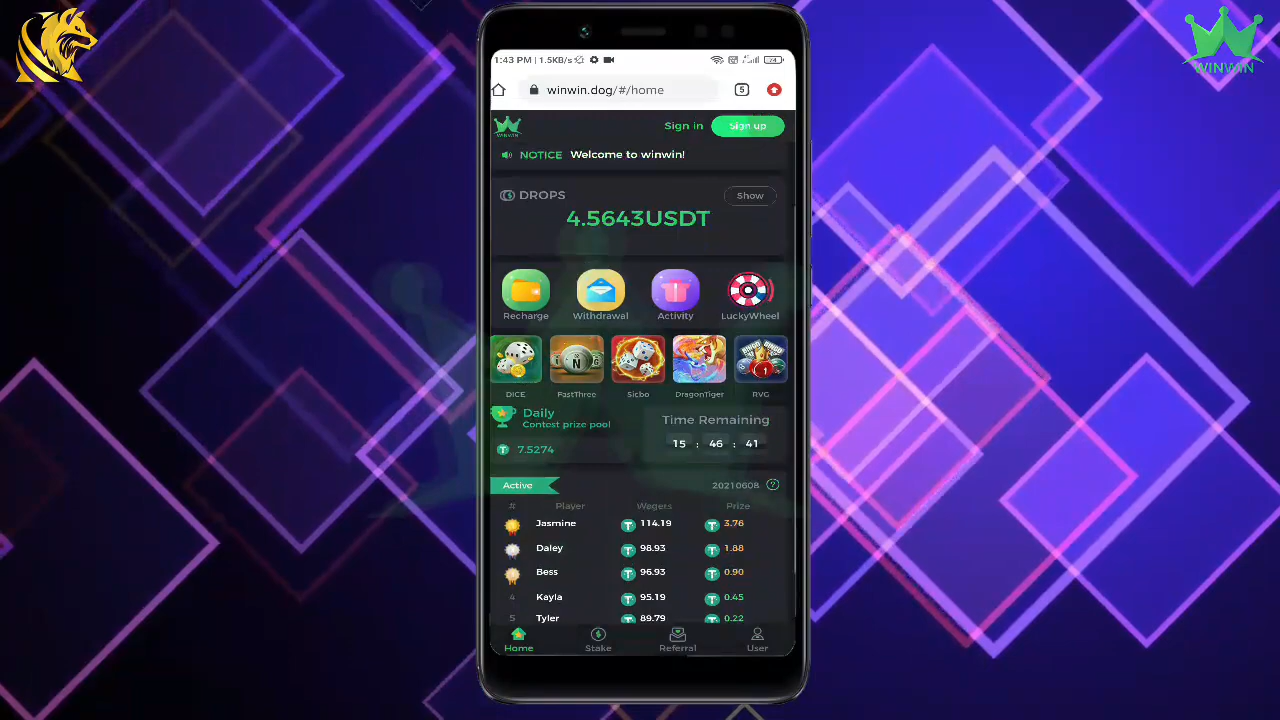 WINWIN
1:43 PM | 1.5KB/s
24
winwin.dog/#/home
5
WINWIN
Sign in
Sign up
NOTICE Welcome to winwin!
DROPS
Show
4.5643USDT
Recharge
Withdrawal
Activity
LuckyWheel
N
DICE
FastThree
Sicbo
DragonTiger
RVG
Daily
Contest prize pool
7.5274
Time Remaining
15 : 46 : 41
Active
20210608 ?
# Player Wagers Prize
Jasmine T 114.19 T 3.76
Daley T 98.93 T 1.88
Bess T 96.93 T 0.90
4 Kayla T 95.19 T 0.45
5 Tyler T 89.79 T 0.22
Home
Stake
Referral
User